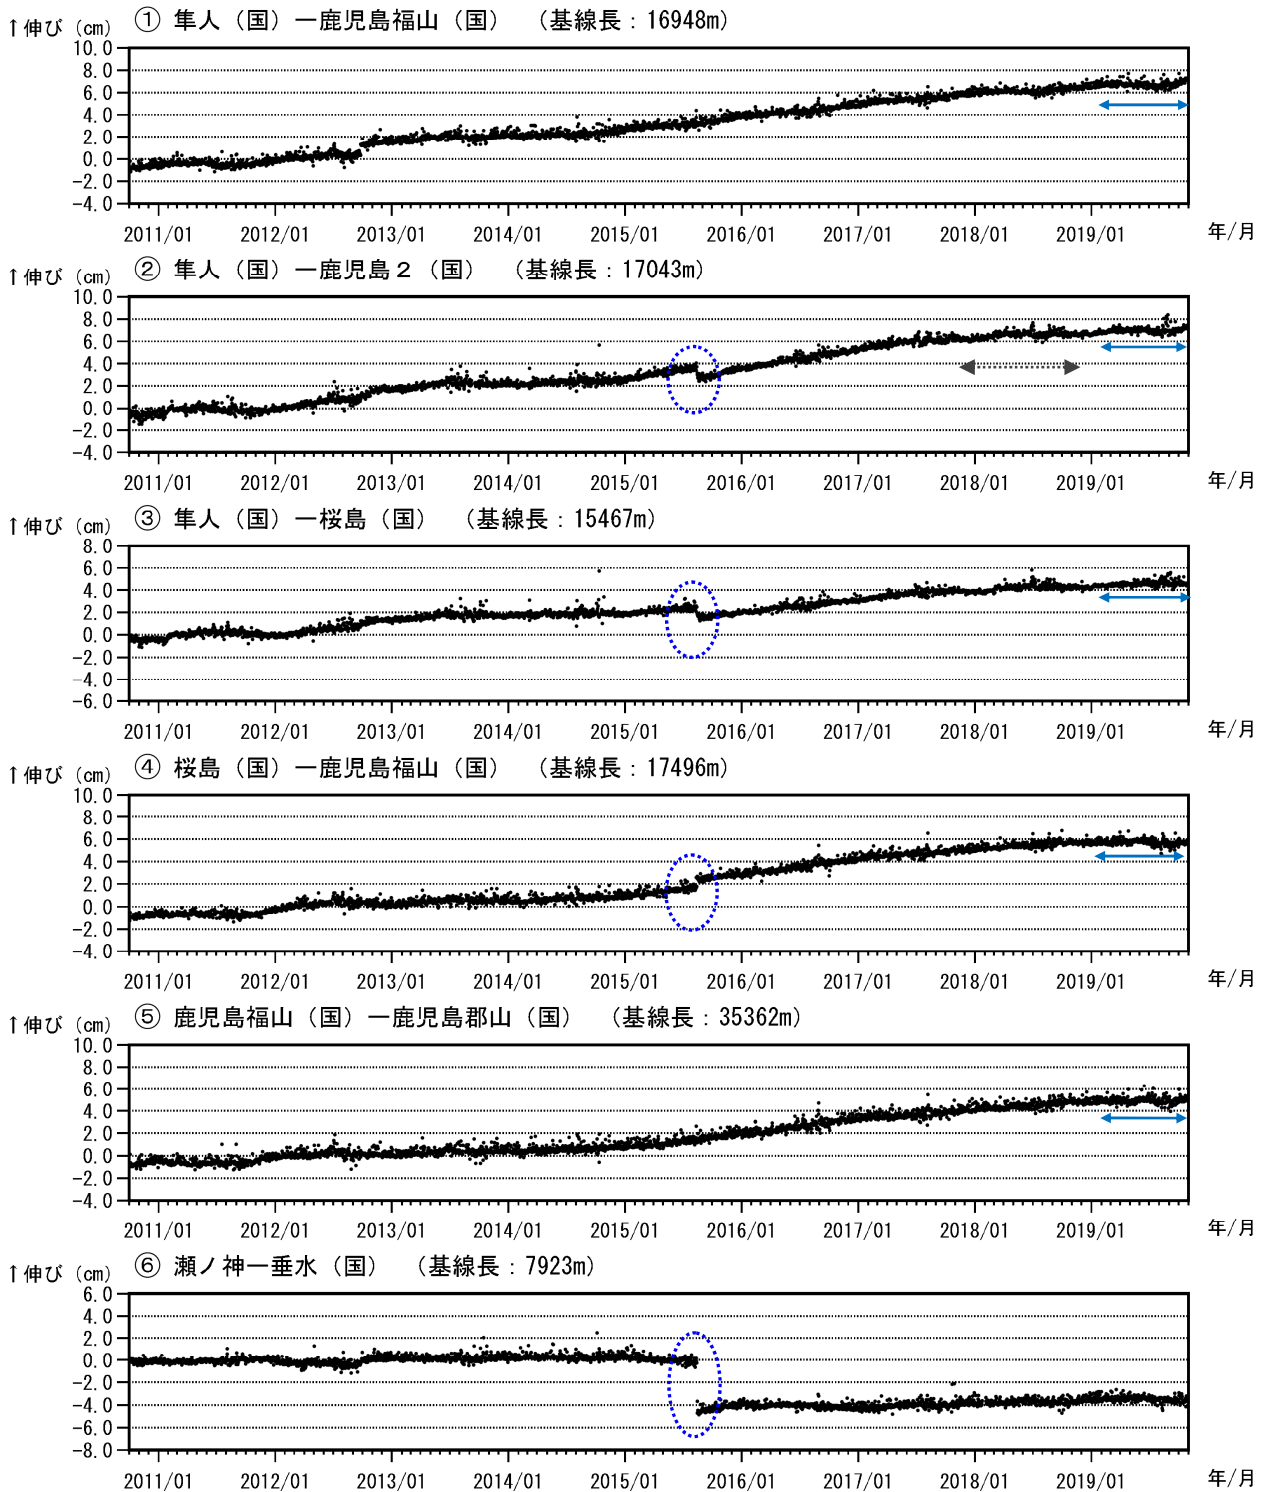 ① 隼人（国）―鹿児島福山（国）　（基線長：16948m）
↑伸び（cm）
10.0
8.0
6.0
4.0
2.0
0.0
-2.0
-4.0
2011/01 2012/01 2013/01 2014/01 2015/01 2016/01 2017/01 2018/01 2019/01 年/月
② 隼人（国）―鹿児島２（国）　（基線長：17043m）
↑伸び（cm）
10.0
8.0
6.0
4.0
2.0
0.0
-2.0
-4.0
2011/01 2012/01 2013/01 2014/01 2015/01 2016/01 2017/01 2018/01 2019/01 年/月
③ 隼人（国）―桜島（国）　（基線長：15467m）
↑伸び（cm）
8.0
6.0
4.0
2.0
0.0
-2.0
-4.0
-6.0
2011/01 2012/01 2013/01 2014/01 2015/01 2016/01 2017/01 2018/01 2019/01 年/月
④ 桜島（国）―鹿児島福山（国）　（基線長：17496m）
↑伸び（cm）
10.0
8.0
6.0
4.0
2.0
0.0
-2.0
-4.0
2011/01 2012/01 2013/01 2014/01 2015/01 2016/01 2017/01 2018/01 2019/01 年/月
⑤ 鹿児島福山（国）―鹿児島郡山（国）　（基線長：35362m）
↑伸び（cm）
10.0
8.0
6.0
4.0
2.0
0.0
-2.0
-4.0
2011/01 2012/01 2013/01 2014/01 2015/01 2016/01 2017/01 2018/01 2019/01 年/月
⑥ 瀬ノ神―垂水（国）　（基線長：7923m）
↑伸び（cm）
6.0
4.0
2.0
0.0
-2.0
-4.0
-6.0
-8.0
2011/01 2012/01 2013/01 2014/01 2015/01 2016/01 2017/01 2018/01 2019/01 年/月